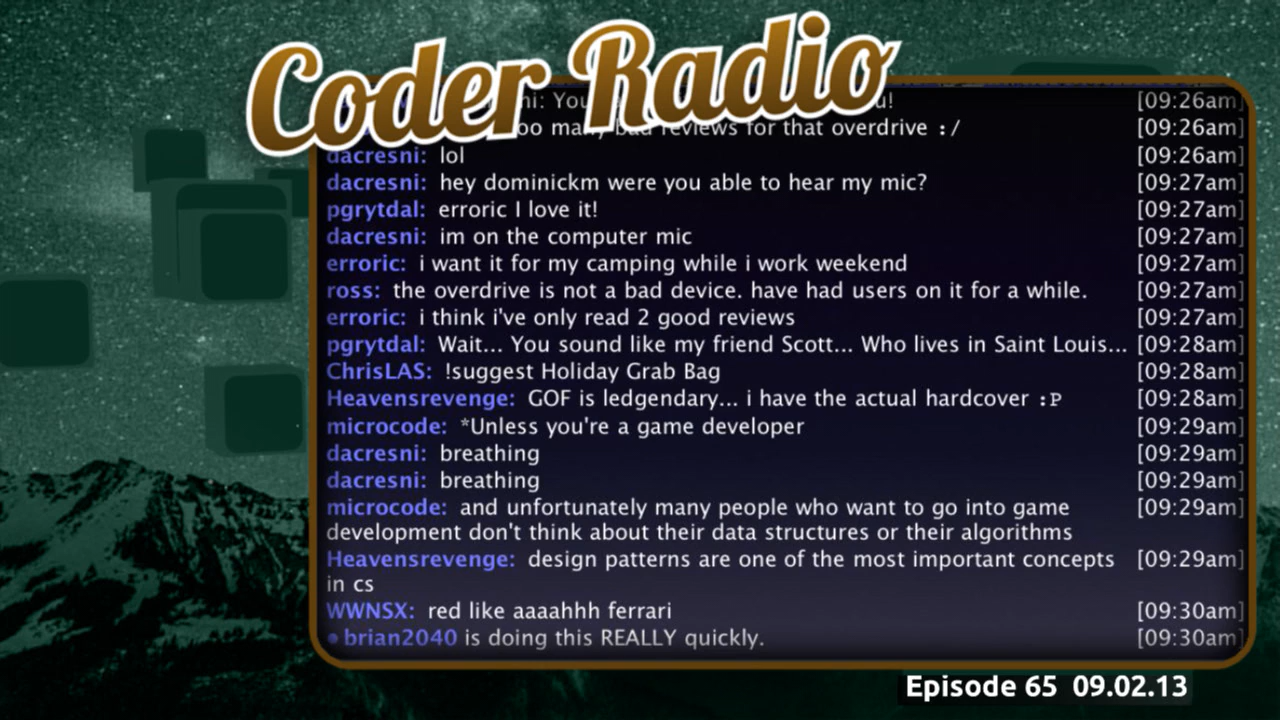 Coder Radio
ni: You u! [09:26am]
oo many bad reviews for that overdrive :/ [09:26am]
dacresni: lol [09:26am]
dacresni: hey dominickm were you able to hear my mic? [09:27am]
pgrytdal: erroric I love it! [09:27am]
dacresni: im on the computer mic [09:27am]
erroric: i want it for my camping while i work weekend [09:27am]
ross: the overdrive is not a bad device. have had users on it for a while. [09:27am]
erroric: i think i've only read 2 good reviews [09:27am]
pgrytdal: Wait... You sound like my friend Scott... Who lives in Saint Louis... [09:28am]
ChrisLAS: !suggest Holiday Grab Bag [09:28am]
Heavensrevenge: GOF is ledgendary... i have the actual hardcover :P [09:28am]
microcode: *Unless you're a game developer [09:29am]
dacresni: breathing [09:29am]
dacresni: breathing [09:29am]
microcode: and unfortunately many people who want to go into game [09:29am]
development don't think about their data structures or their algorithms
Heavensrevenge: design patterns are one of the most important concepts [09:29am]
in cs
WWNSX: red like aaaahhh ferrari [09:30am]
• brian2040 is doing this REALLY quickly. [09:30am]
Episode 65 09.02.13